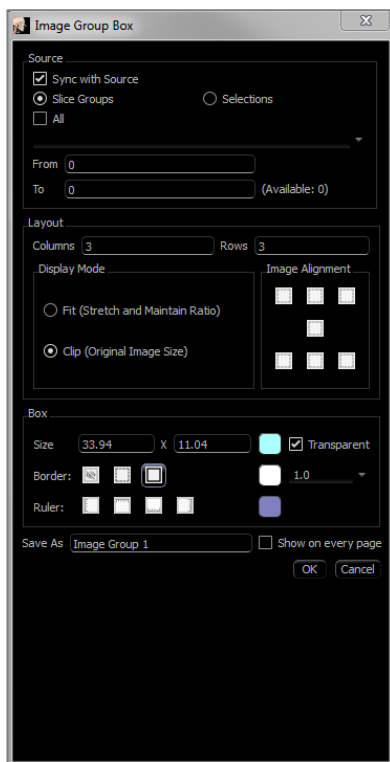 Image Group Box
Source
Sync with Source
Slice Groups Selections
All
From 0
To 0 (Available: 0)
Layout
Columns 3 Rows 3
Display Mode Image Alignment
Fit (Stretch and Maintain Ratio)
Clip (Original Image Size)
Box
Size 33.94 X 11.04 Transparent
Border: 1.0
Ruler:
Save As Image Group 1 Show on every page
OK Cancel